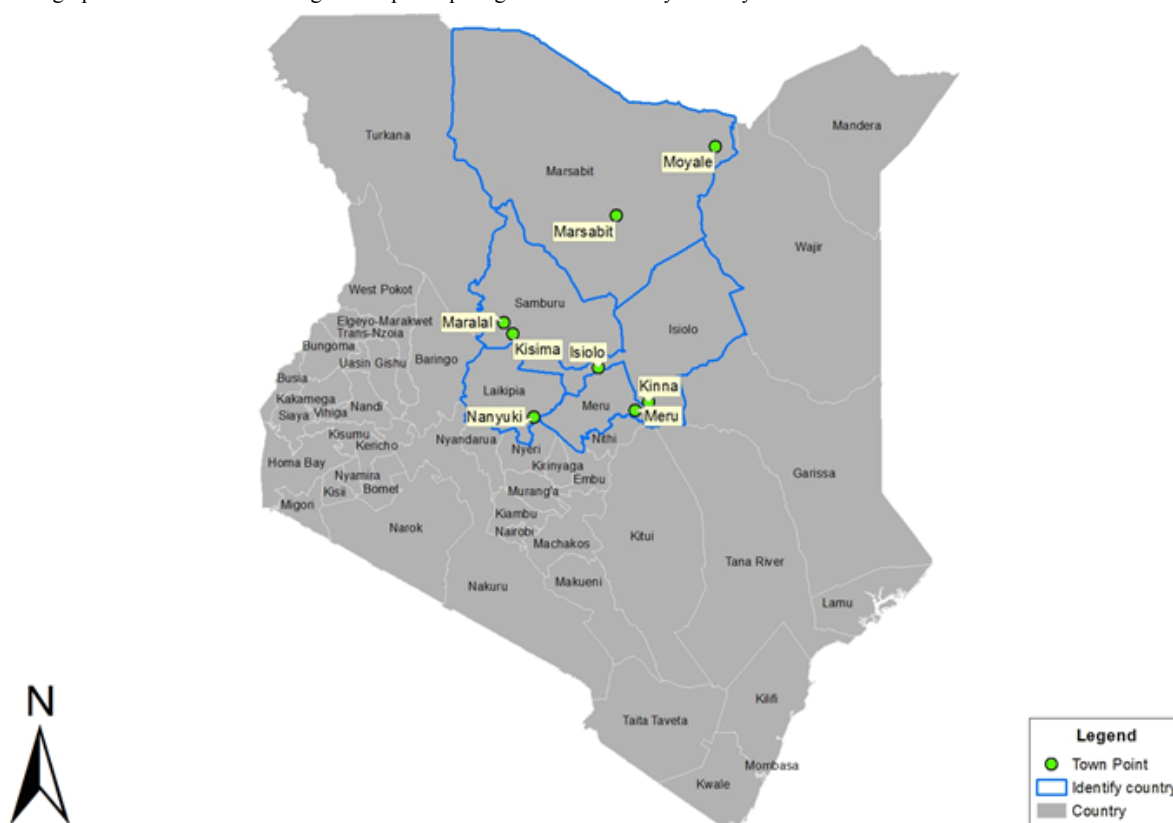 Turkana
Mandera
Moyale
Marsabit
Marsabit
Wajir
West Pokot
Samburu
Maralal
Elgeyo-Marakwet
Trans-Nzoia
Isiolo
Kisima
Isiolo
Bungoma
Uasin Gishu
Baringo
Busia
Laikipia
Kinna
Kakamega
Nandi
Meru
Siaya
Vihiga
Nanyuki
Meru
Kisumu
Nyandarua
Nithi
Kericho
Nyeri
Homa Bay
Kirinyaga
Garissa
Nyamira
Embu
Kisii
Bomet
Murang'a
Migori
Kiambu
Narok
Nairobi
Kitui
Machakos
Tana River
Nakuru
Makueni
Lamu
N
Kilifi
Taita Taveta
Mombasa
Kwale
Legend
Town Point
Identify country
Country